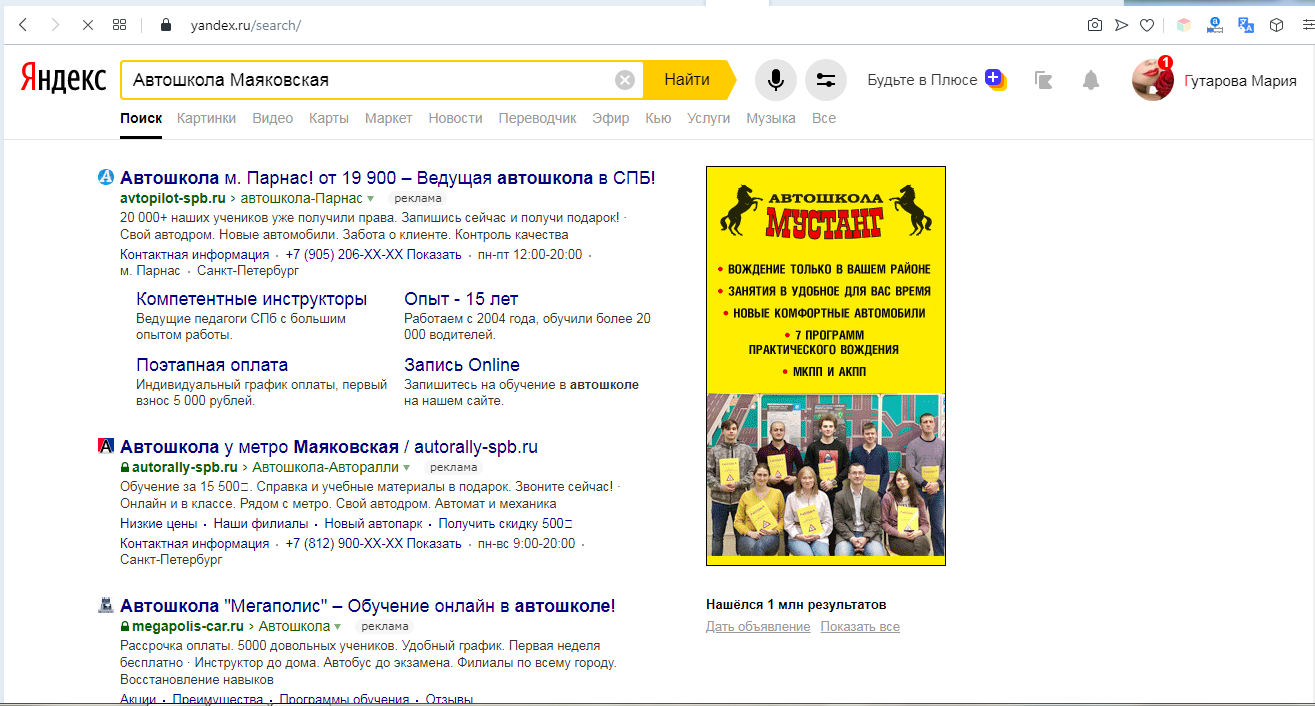 yandex.ru/search/
Яндекс
Автошкола Маяковская
Найти
Будьте в Плюсе
1
Гутарова Мария
Поиск Картинки Видео Карты Маркет Новости Переводчик Эфир Кью Услуги Музыка Все
Автошкола м. Парнас! от 19 900 – Ведущая автошкола в СПБ!
avtopilot-spb.ru › автошкола-Парнас реклама
20 000+ наших учеников уже получили права. Запишись сейчас и получи подарок! ·
Свой автодром. Новые автомобили. Забота о клиенте. Контроль качества
Контактная информация · +7 (905) 206-XX-XX Показать · пн-пт 12:00-20:00 ·
м. Парнас · Санкт-Петербург
Компетентные инструкторы
Ведущие педагоги СПб с большим
опытом работы.
Опыт - 15 лет
Работаем с 2004 года, обучили более 20
000 водителей.
Поэтапная оплата
Индивидуальный график оплаты, первый
взнос 5 000 рублей.
Запись Online
Запишитесь на обучение в автошколе
на нашем сайте.
Автошкола у метро Маяковская / autorally-spb.ru
autorally-spb.ru › Автошкола-Авторалли реклама
Обучение за 15 500. Справка и учебные материалы в подарок. Звоните сейчас! ·
Онлайн и в классе. Рядом с метро. Свой автодром. Автомат и механика
Низкие цены · Наши филиалы · Новый автопарк · Получить скидку 500
Контактная информация · +7 (812) 900-XX-XX Показать · пн-вс 9:00-20:00 ·
Санкт-Петербург
Автошкола "Мегаполис" – Обучение онлайн в автошколе!
megapolis-car.ru › Автошкола реклама
Рассрочка оплаты. 5000 довольных учеников. Удобный график. Первая неделя
бесплатно · Инструктор до дома. Автобус до экзамена. Филиалы по всему городу.
Восстановление навыков
Акции · Преимущества · Программы обучения · Отзывы
АВТОШКОЛА
МУСТАНГ
• ВОЖДЕНИЕ ТОЛЬКО В ВАШЕМ РАЙОНЕ
• ЗАНЯТИЯ В УДОБНОЕ ДЛЯ ВАС ВРЕМЯ
• НОВЫЕ КОМФОРТНЫЕ АВТОМОБИЛИ
• 7 ПРОГРАММ
ПРАКТИЧЕСКОГО ВОЖДЕНИЯ
• МКПП И АКПП
Нашёлся 1 млн результатов
Дать объявление Показать все